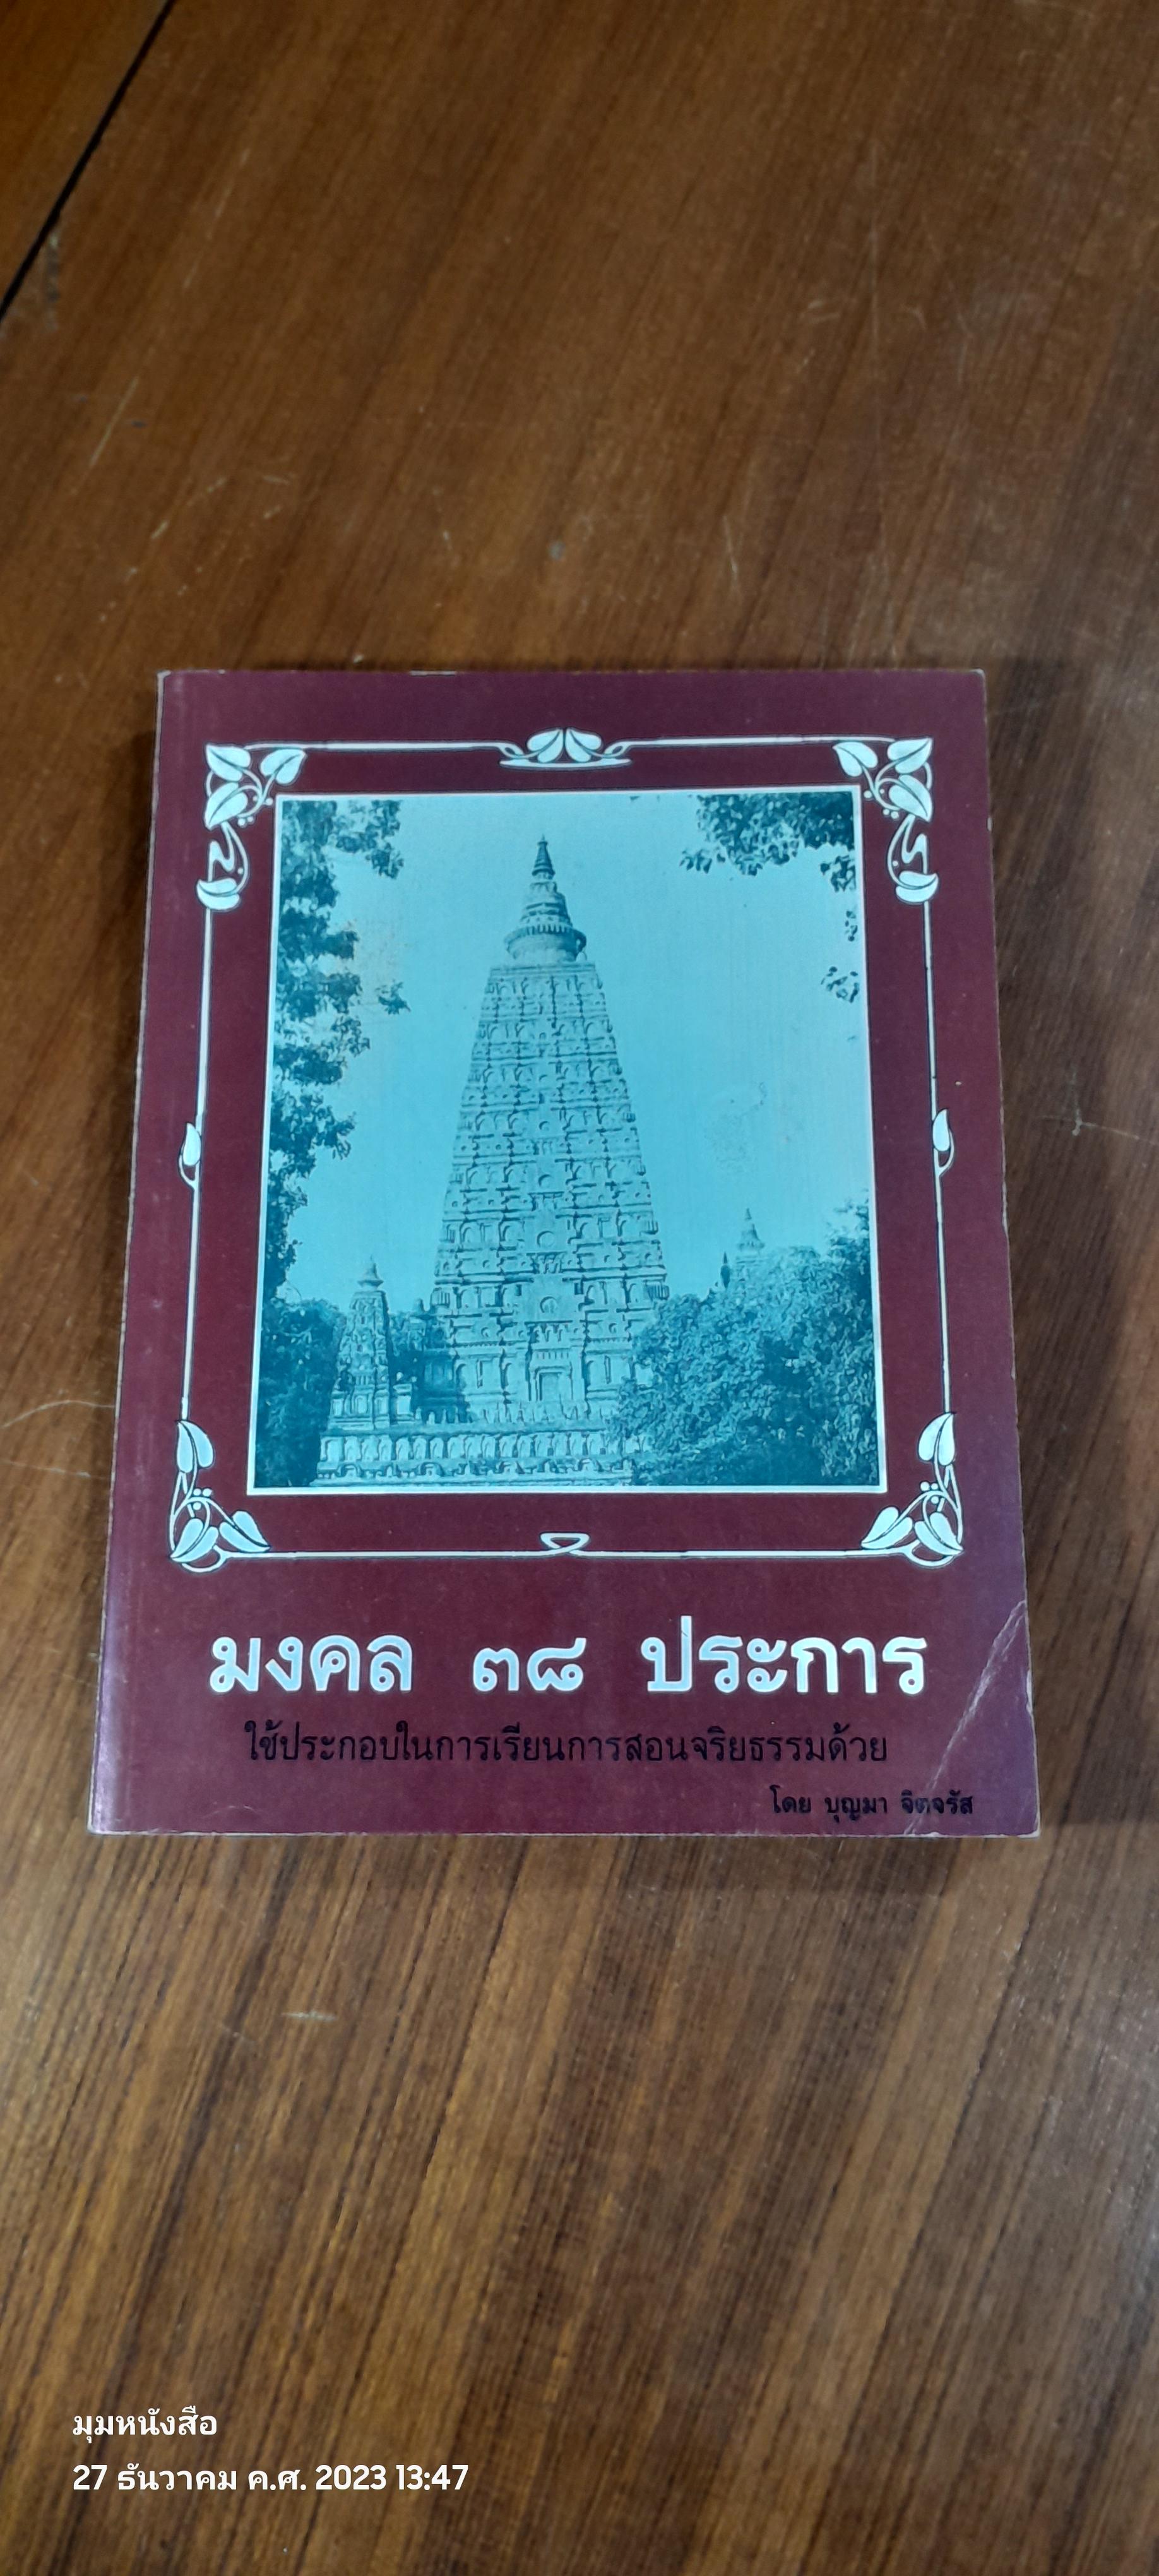 มงคล ๓๘ ประการ
ใช้ประกอบในการเรียนการสอนจริยธรรมด้วย
โดย บุญมา จิตจรัส
มุมหนังสือ
27 ธันวาคม ค.ศ. 2023 13:47